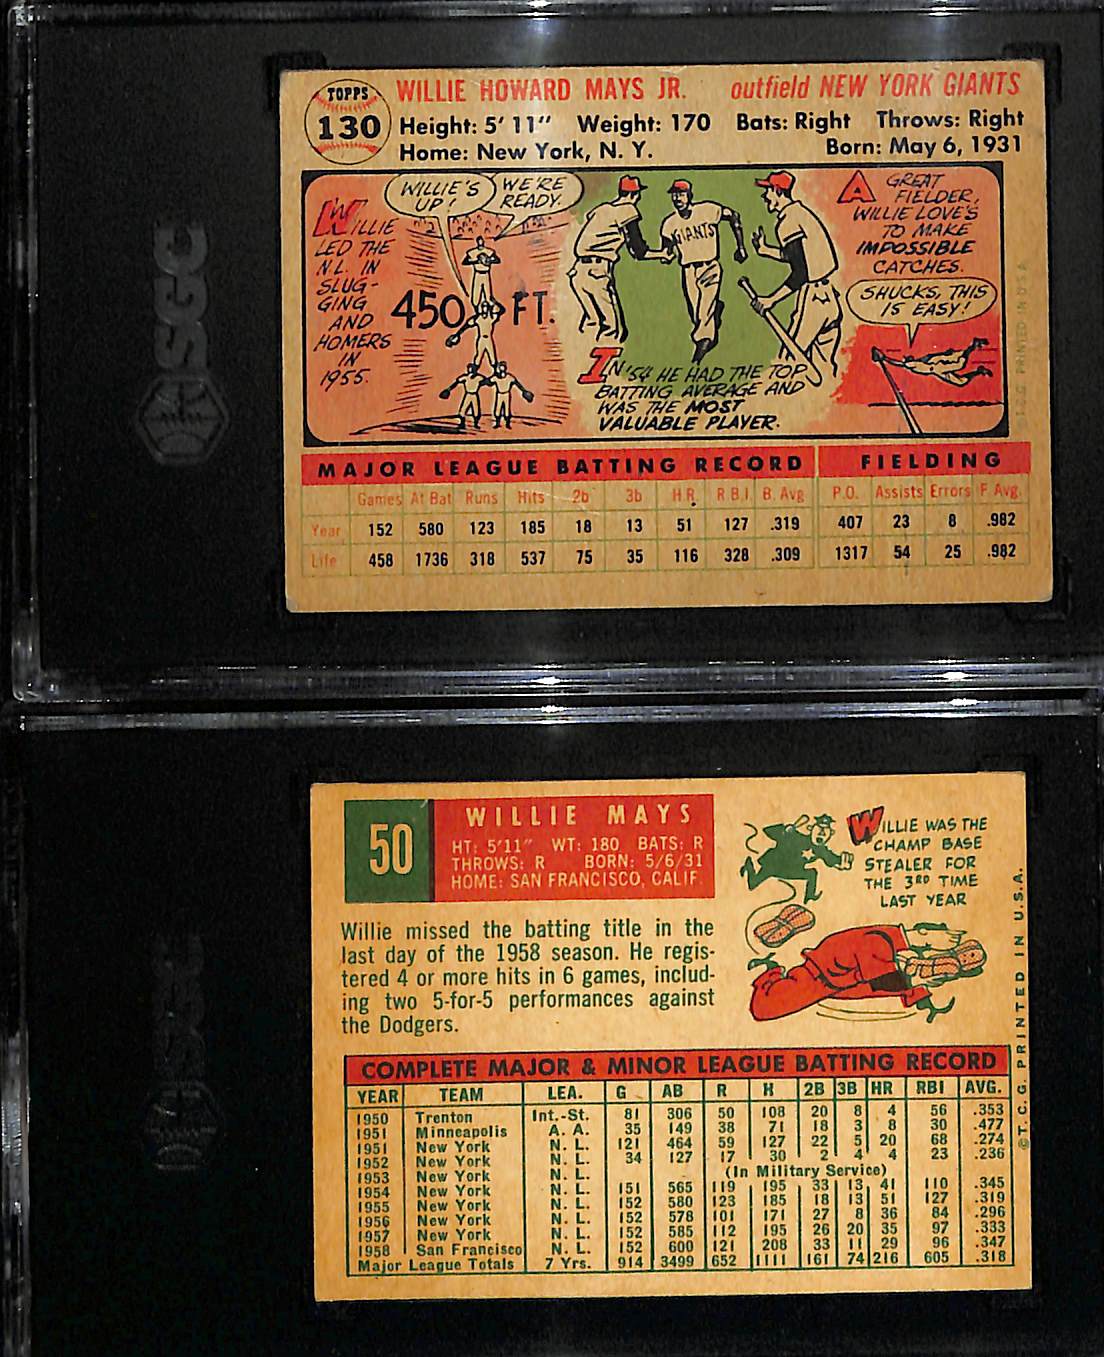 SGC
TOPPS
130
WILLIE HOWARD MAYS JR. outfield NEW YORK GIANTS
Height: 5' 11" Weight: 170 Bats: Right Throws: Right
Home: New York, N. Y. Born: May 6, 1931
WILLIE
LED THE
N.L. IN
SLUG-
GING
AND
HOMERS
IN
1955.
WILLIE'S
UP!
WE'RE
READY.
450 FT.
GIANTS
IN '54 HE HAD THE TOP
BATTING AVERAGE AND
WAS THE MOST
VALUABLE PLAYER.
A GREAT
FIELDER,
WILLIE LOVE'S
TO MAKE
IMPOSSIBLE
CATCHES.
SHUCKS, THIS
IS EASY!
T.C.G. PRINTED IN U.S.A.
MAJOR LEAGUE BATTING RECORD FIELDING
Games At Bat Runs Hits 2b 3b H.R. R.B.I. B. Avg P.O. Assists Errors F. Avg.
Year 152 580 123 185 18 13 51 127 .319 407 23 8 .982
Life 458 1736 318 537 75 35 116 328 .309 1317 54 25 .982
SGC
50
WILLIE MAYS
HT: 5'11" WT: 180 BATS: R
THROWS: R BORN: 5/6/31
HOME: SAN FRANCISCO, CALIF.
WILLIE WAS THE
CHAMP BASE
STEALER FOR
THE 3RD TIME
LAST YEAR
Willie missed the batting title in the
last day of the 1958 season. He regis-
tered 4 or more hits in 6 games, includ-
ing two 5-for-5 performances against
the Dodgers.
COMPLETE MAJOR & MINOR LEAGUE BATTING RECORD
YEAR TEAM LEA. G AB R H 2B 3B HR RBI AVG.
1950 Trenton Int.-St. 81 306 50 108 20 8 4 56 .353
1951 Minneapolis A. A. 35 149 38 71 18 3 8 30 .477
1951 New York N. L. 121 464 59 127 22 5 20 68 .274
1952 New York N. L. 34 127 17 30 2 4 4 23 .236
1953 New York N. L. (In Military Service)
1954 New York N. L. 151 565 119 195 33 13 41 110 .345
1955 New York N. L. 152 580 123 185 18 13 51 127 .319
1956 New York N. L. 152 578 101 171 27 8 36 84 .296
1957 New York N. L. 152 585 112 195 26 20 35 97 .333
1958 San Francisco N. L. 152 600 121 208 33 11 29 96 .347
Major League Totals 7 Yrs. 914 3499 652 1111 161 74 216 605 .318
© T. C. G. PRINTED IN U. S. A.